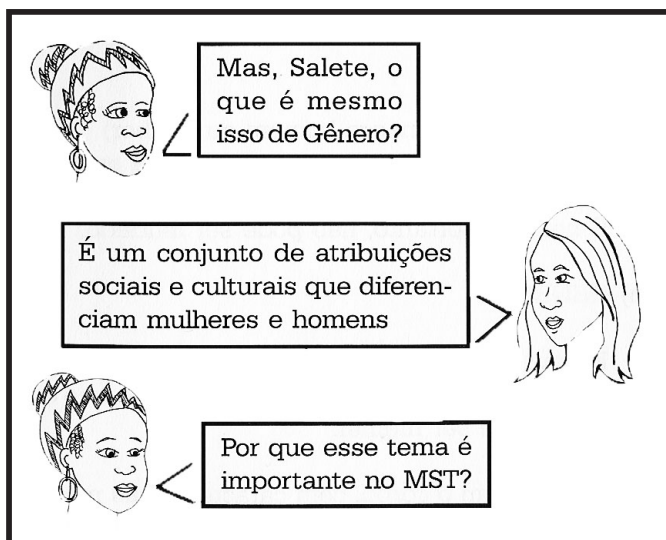 Mas, Salete, o
que é mesmo
isso de Gênero?
É um conjunto de atribuições
sociais e culturais que diferen-
ciam mulheres e homens
Por que esse tema é
importante no MST?